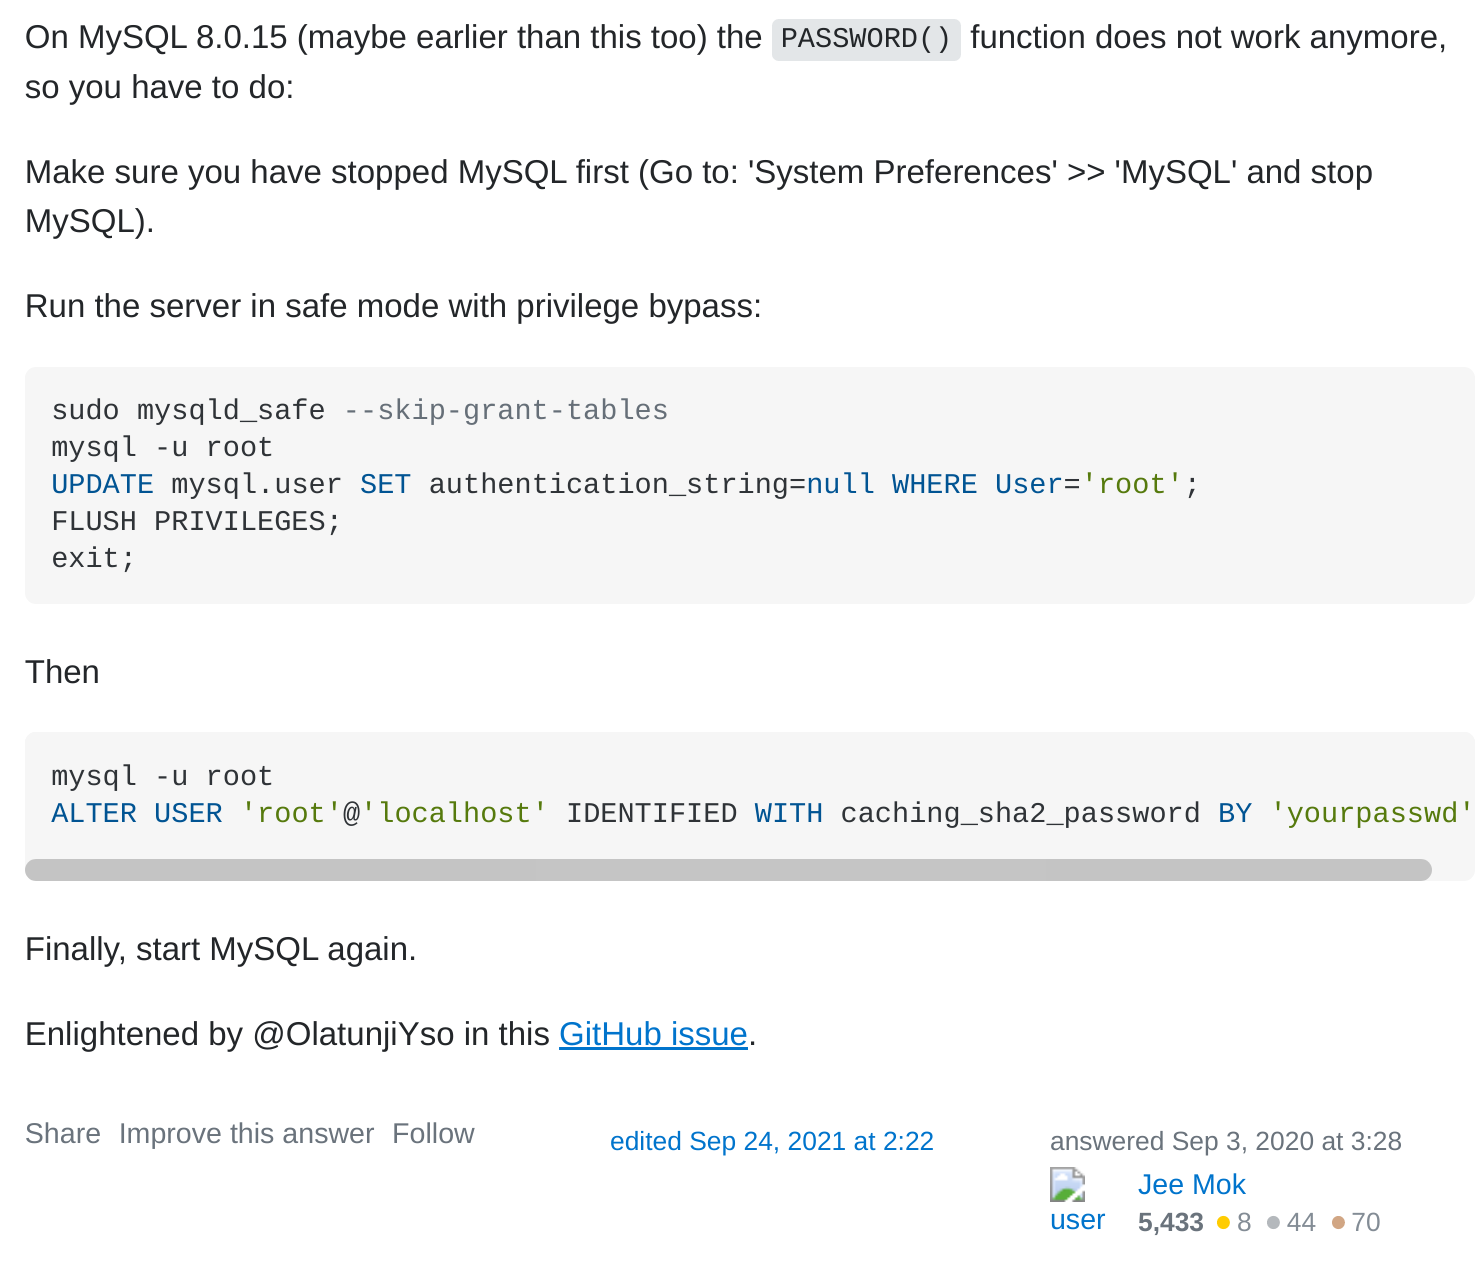 On MySQL 8.0.15 (maybe earlier than this too) the PASSWORD() function does not work anymore,
so you have to do:
Make sure you have stopped MySQL first (Go to: 'System Preferences' >> 'MySQL' and stop
MySQL).
Run the server in safe mode with privilege bypass:
sudo mysqld_safe --skip-grant-tables
mysql -u root
UPDATE mysql.user SET authentication_string=null WHERE User='root';
FLUSH PRIVILEGES;
exit;
Then
mysql -u root
ALTER USER 'root'@'localhost' IDENTIFIED WITH caching_sha2_password BY 'yourpasswd'
Finally, start MySQL again.
Enlightened by @OlatunjiYso in this GitHub issue.
Share Improve this answer Follow
edited Sep 24, 2021 at 2:22
answered Sep 3, 2020 at 3:28
user
Jee Mok
5,433 8 44 70